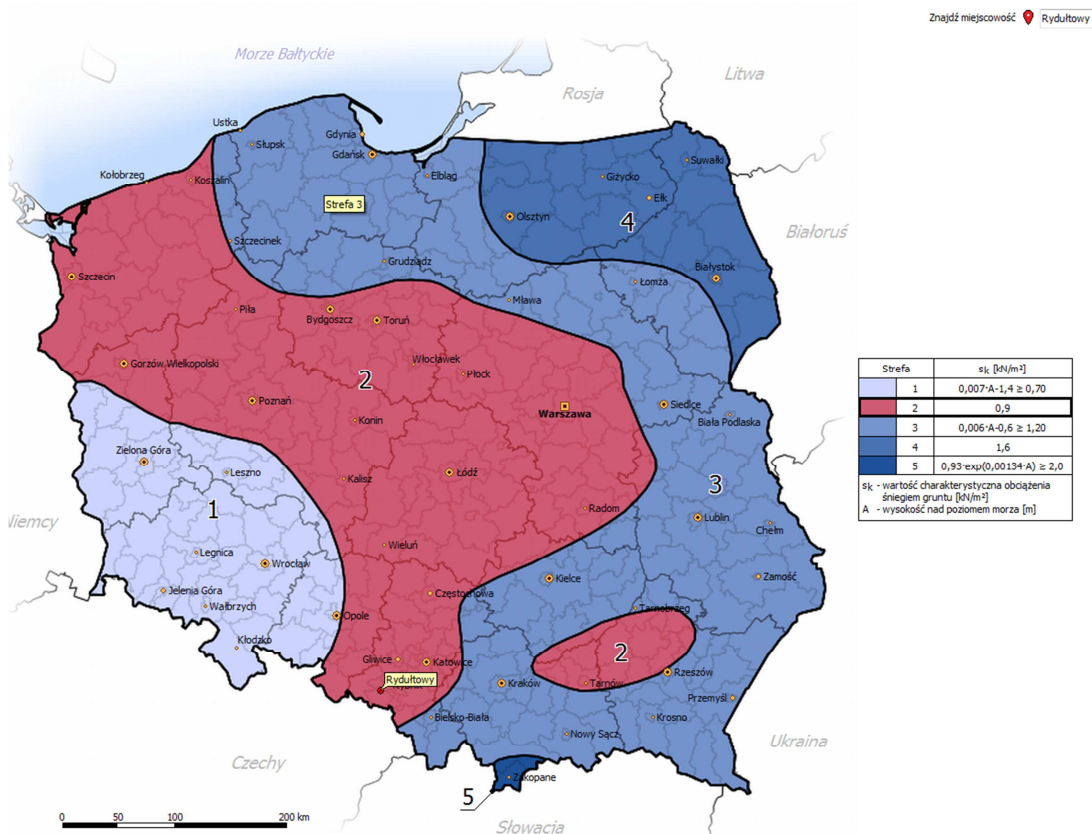 Znajdź miejscowość Rydułtowy
Morze Bałtyckie
Litwa
Rosja
Ustka
Gdynia
Słupsk
Gdańsk
Suwałki
Kołobrzeg
Koszalin
Elbląg
Giżycko
Ełk
Strefa 3
Olsztyn
4
Białoruś
Szczecinek
Grudziądz
Białystok
Szczecin
Łomża
Mława
Piła
Bydgoszcz
Toruń
Gorzów Wielkopolski
Włocławek
Płock
2
Poznań
Warszawa
Siedlce
Biała Podlaska
Konin
Zielona Góra
Leszno
Kalisz
Łódź
3
1
Radom
Niemcy
Lublin
Chełm
Legnica
Wieluń
Wrocław
Kielce
Zamość
Jelenia Góra
Częstochowa
Wałbrzych
Opole
Tarnobrzeg
Kłodzko
Gliwice
Katowice
2
Rzeszów
Rydułtowy
Rybnik
Kraków
Tarnów
Przemyśl
Bielsko-Biała
Krosno
Nowy Sącz
Ukraina
Czechy
Zakopane
5
Słowacja
0 50 100 200 km
Strefa sk [kN/m²]
1 0,007·A-1,4 ≥ 0,70
2 0,9
3 0,006·A-0,6 ≥ 1,20
4 1,6
5 0,93·exp(0,00134·A) ≥ 2,0
sk - wartość charakterystyczna obciążenia
śniegiem gruntu [kN/m²]
A - wysokość nad poziomem morza [m]